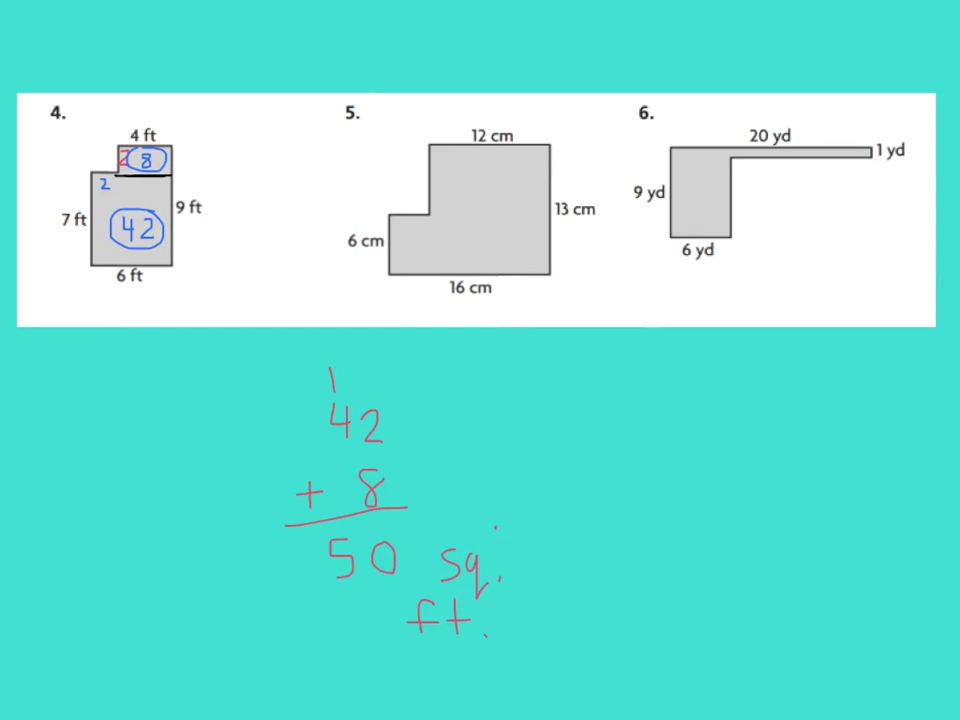 4.
5.
6.
4 ft
12 cm
20 yd
1 yd
2 8
2
7 ft
42
9 ft
6 ft
6 cm
13 cm
16 cm
9 yd
6 yd
1
42
+ 8
50 sq.
ft.